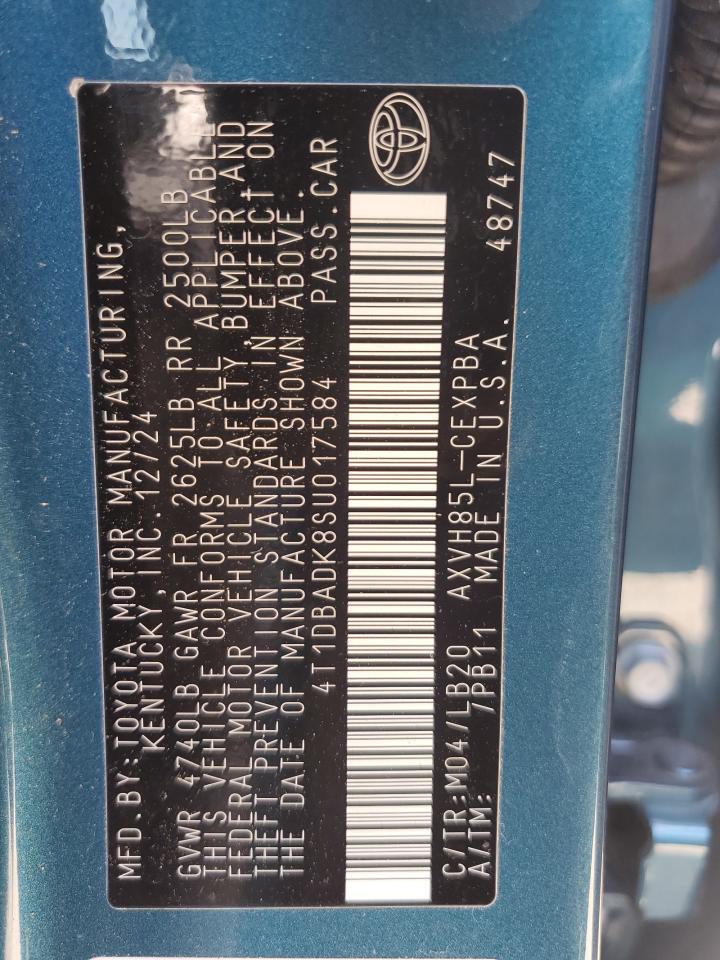 MFD.BY:TOYOTA MOTOR MANUFACTURING,
KENTUCKY,INC.12/24
GVWR 4740LB GAWR FR 2625LB RR 2500LB
THIS VEHICLE CONFORMS TO ALL APPLICABLE
FEDERAL MOTOR VEHICLE SAFETY,BUMPER,AND
THEFT PREVENTION STANDARDS IN EFFECT ON
THE DATE OF MANUFACTURE SHOWN ABOVE.
4T1DBADK8SU017584 PASS.CAR
C/TR:M04/LB20 AXVH85L-CEXPBA 48747
A/TM: 7PB11 MADE IN U.S.A.